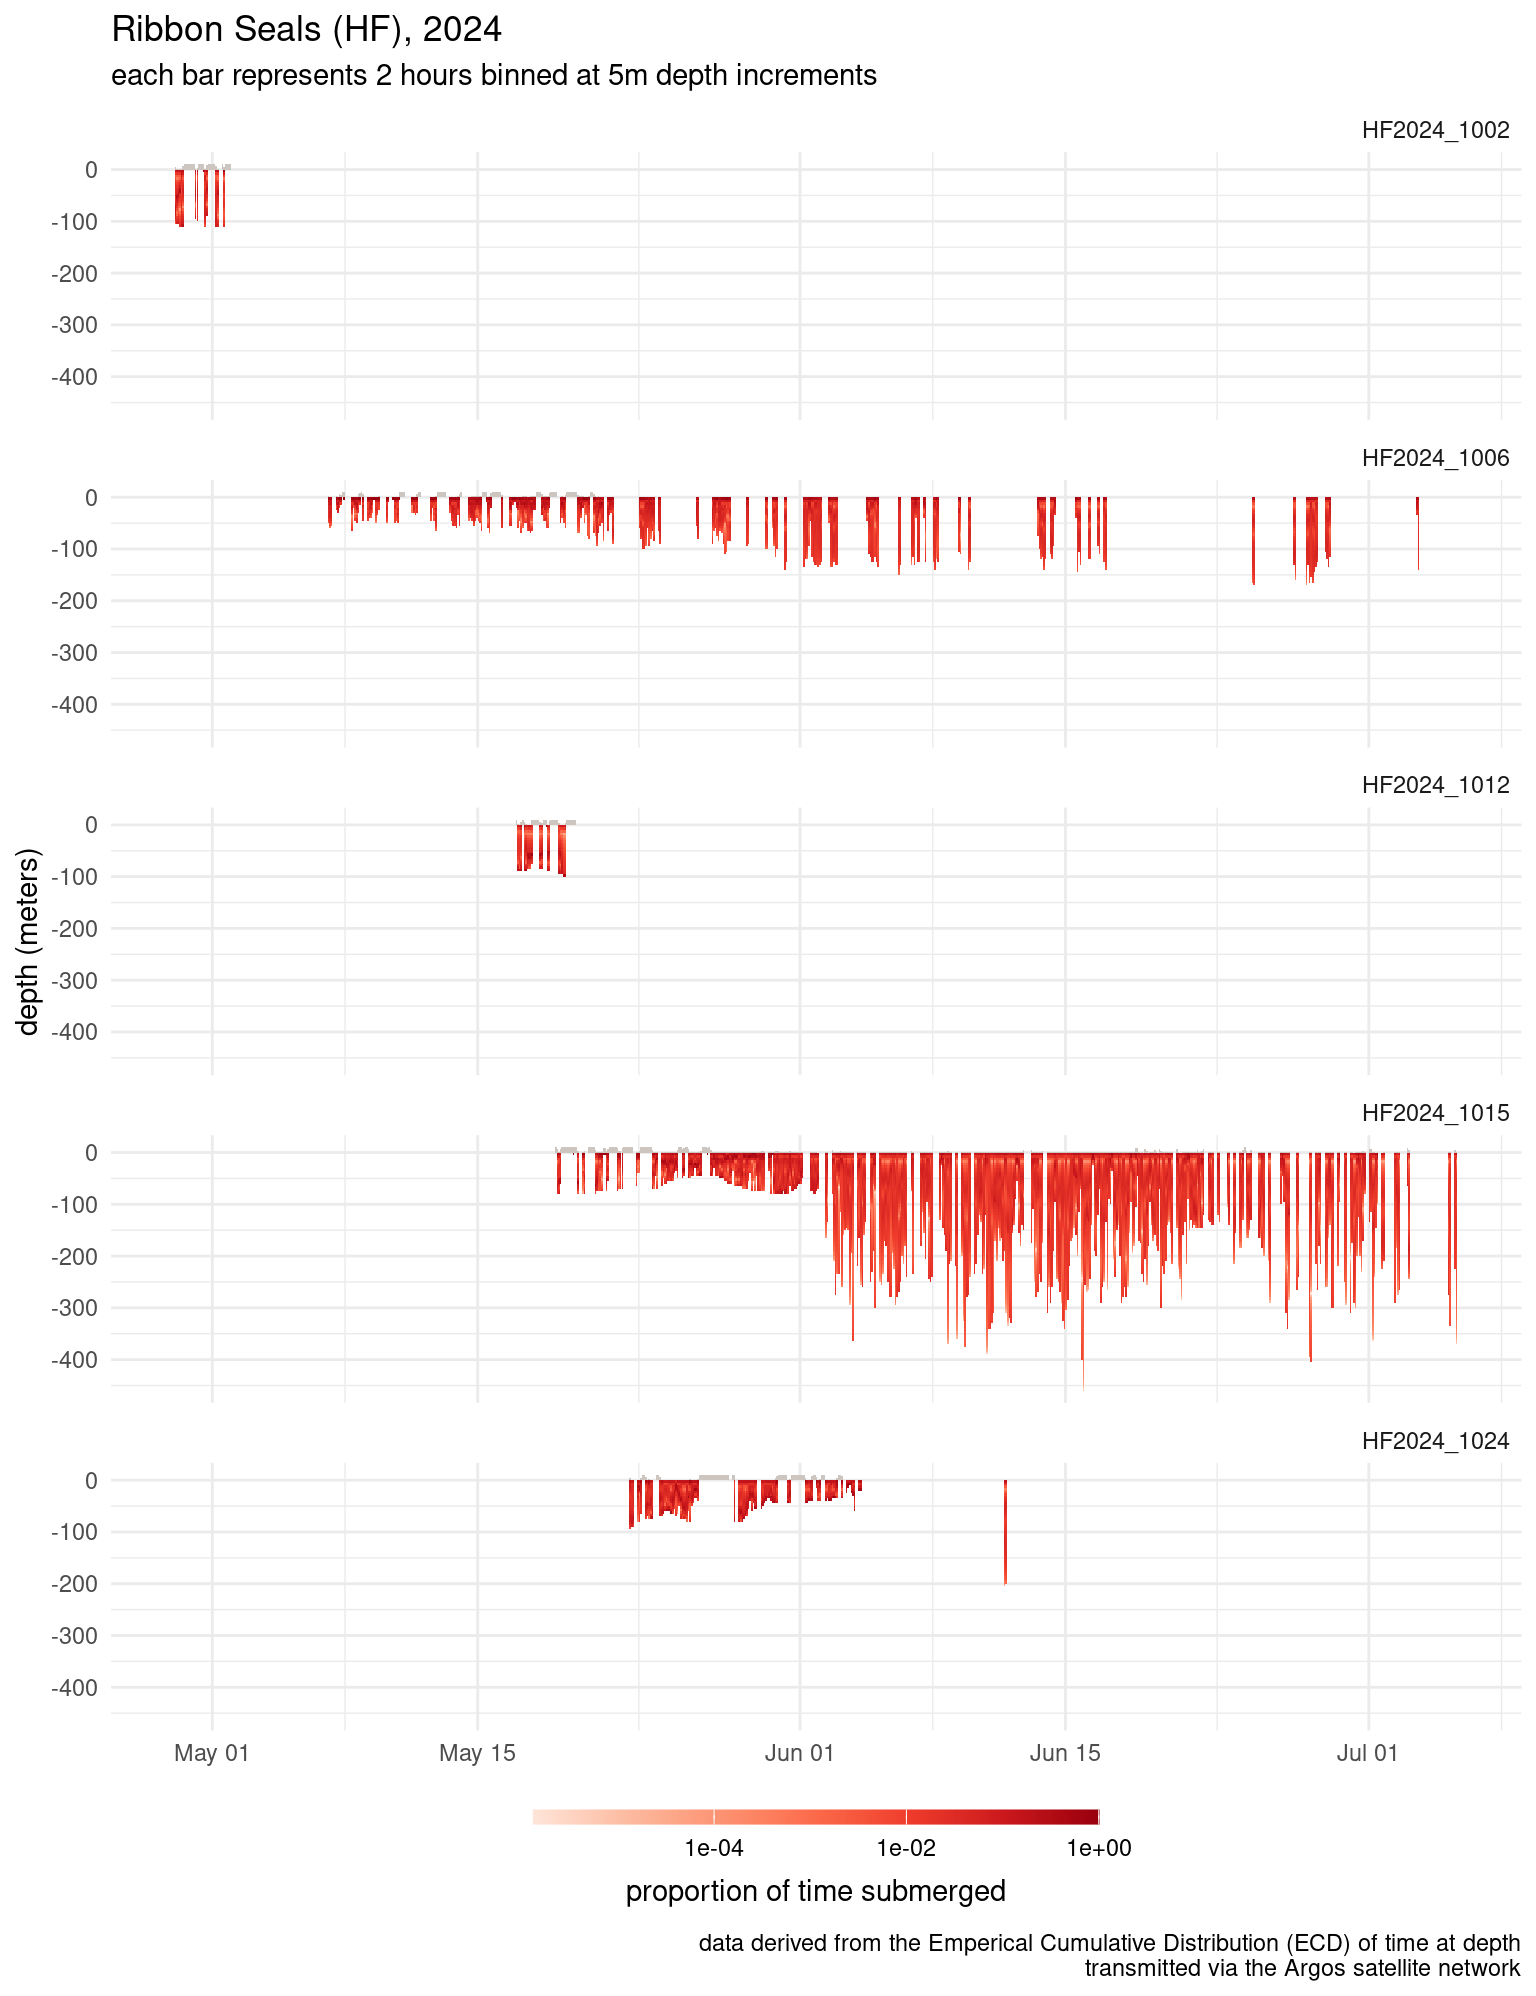 Ribbon Seals (HF), 2024
each bar represents 2 hours binned at 5m depth increments
HF2024_1002
0
-100
-200
-300
-400
HF2024_1006
0
-100
-200
-300
-400
HF2024_1012
0
-100
-200
-300
-400
depth (meters)
HF2024_1015
0
-100
-200
-300
-400
HF2024_1024
0
-100
-200
-300
-400
May 01 May 15 Jun 01 Jun 15 Jul 01
1e-04 1e-02 1e+00
proportion of time submerged
data derived from the Emperical Cumulative Distribution (ECD) of time at depth
transmitted via the Argos satellite network